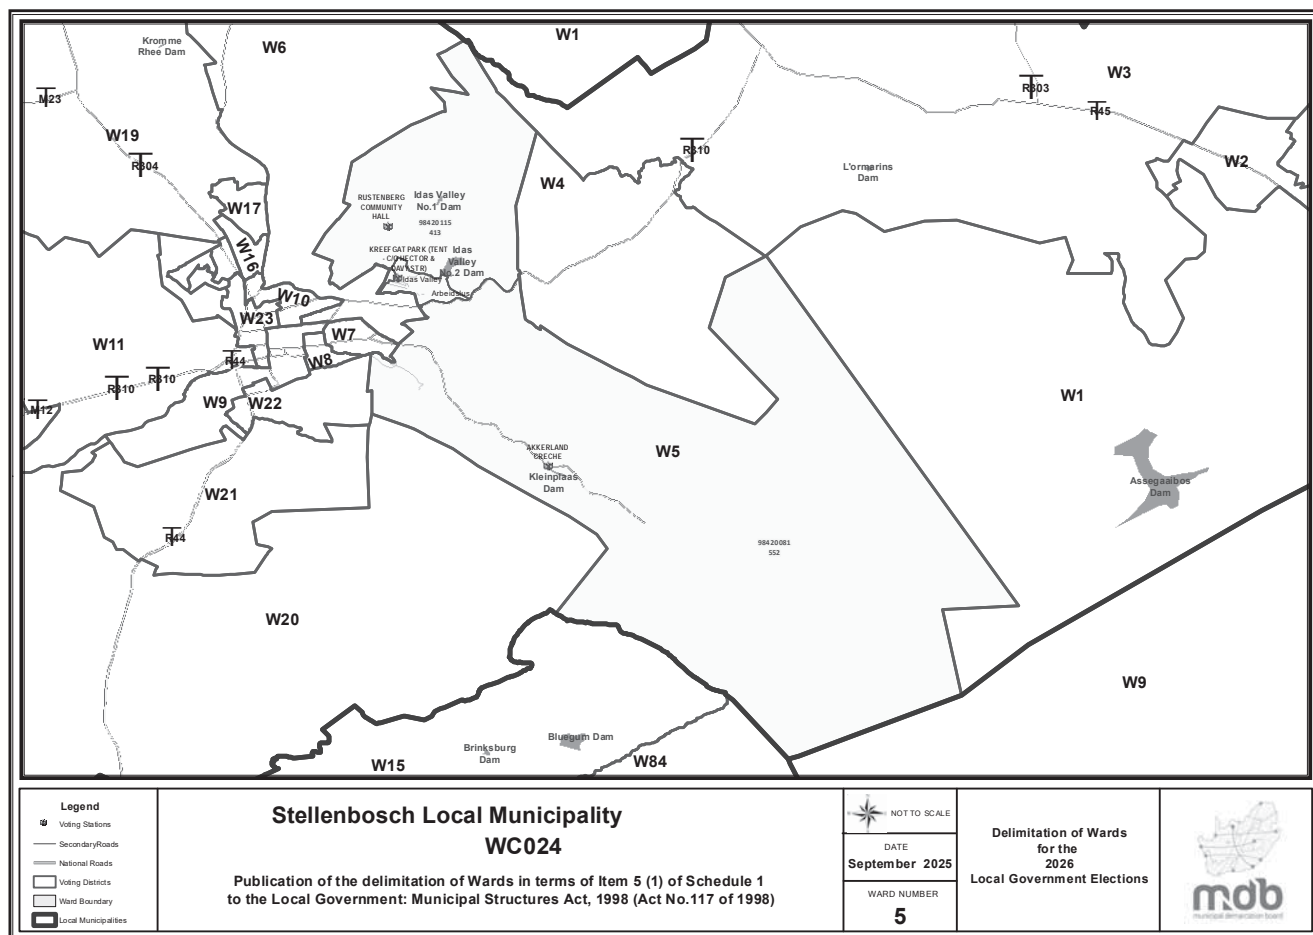 W1
Kromme
Rhee Dam
W6
W3
M23
R303
R45
W19
R304
R310
W2
L'ormarins
Dam
W4
W17
RUSTENBERG
COMMUNITY
HALL
Idas Valley
No.1 Dam
98420115
413
W16
KREEFGAT PARK (TENT
- C/O HECTOR &
DAVY STR)
Idas
Valley
No.2 Dam
Idas Valley
Arbeidslus
W10
W23
W7
W11
W8
R44
R310
R310
M12
W9
W22
W1
W5
AKKERLAND
CRECHE
Kleinplaas
Dam
Assegaaibos
Dam
W21
R44
98420081
552
W20
W9
Bluegum Dam
Brinksburg
Dam
W15
W84
Legend
Voting Stations
SecondaryRoads
National Roads
Voting Districts
Ward Boundary
Local Municipalities
Stellenbosch Local Municipality
WC024
Publication of the delimitation of Wards in terms of Item 5 (1) of Schedule 1
to the Local Government: Municipal Structures Act, 1998 (Act No.117 of 1998)
NOT TO SCALE
DATE
September 2025
WARD NUMBER
5
Delimitation of Wards
for the
2026
Local Government Elections
mdb
municipal demarcation board